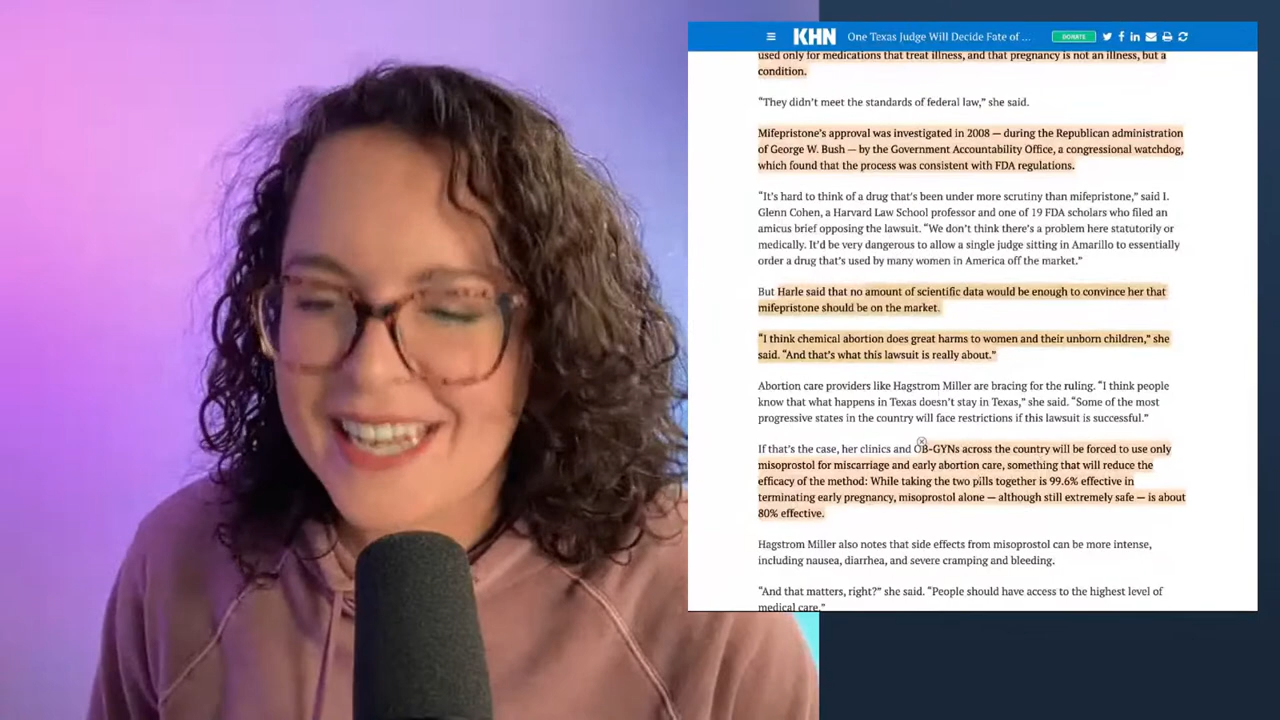 KHN One Texas Judge Will Decide Fate of ... DONATE
used only for medications that treat illness, and that pregnancy is not an illness, but a
condition.
“They didn’t meet the standards of federal law,” she said.
Mifepristone’s approval was investigated in 2008 — during the Republican administration
of George W. Bush — by the Government Accountability Office, a congressional watchdog,
which found that the process was consistent with FDA regulations.
“It’s hard to think of a drug that’s been under more scrutiny than mifepristone,” said I.
Glenn Cohen, a Harvard Law School professor and one of 19 FDA scholars who filed an
amicus brief opposing the lawsuit. “We don’t think there’s a problem here statutorily or
medically. It’d be very dangerous to allow a single judge sitting in Amarillo to essentially
order a drug that’s used by many women in America off the market.”
But Harle said that no amount of scientific data would be enough to convince her that
mifepristone should be on the market.
“I think chemical abortion does great harms to women and their unborn children,” she
said. “And that’s what this lawsuit is really about.”
Abortion care providers like Hagstrom Miller are bracing for the ruling. “I think people
know that what happens in Texas doesn’t stay in Texas,” she said. “Some of the most
progressive states in the country will face restrictions if this lawsuit is successful.”
If that’s the case, her clinics and OB-GYNs across the country will be forced to use only
misoprostol for miscarriage and early abortion care, something that will reduce the
efficacy of the method: While taking the two pills together is 99.6% effective in
terminating early pregnancy, misoprostol alone — although still extremely safe — is about
80% effective.
Hagstrom Miller also notes that side effects from misoprostol can be more intense,
including nausea, diarrhea, and severe cramping and bleeding.
“And that matters, right?” she said. “People should have access to the highest level of
medical care.”